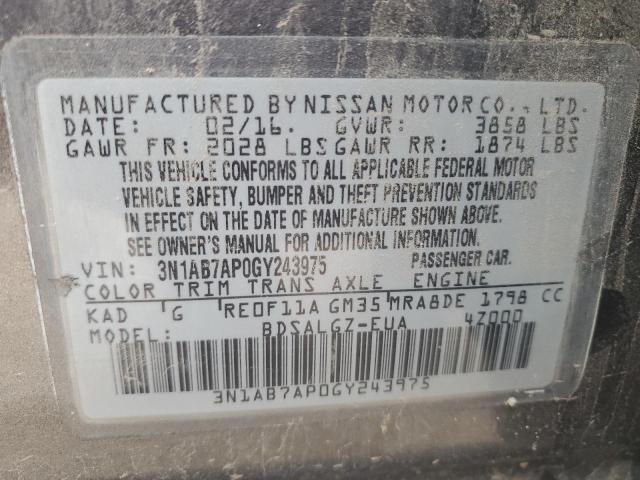 MANUFACTURED BY NISSAN MOTOR CO., LTD.
DATE: 02/16. GVWR: 3858 LBS
GAWR FR: 2028 LBS GAWR RR: 1874 LBS
THIS VEHICLE CONFORMS TO ALL APPLICABLE FEDERAL MOTOR
VEHICLE SAFETY, BUMPER AND THEFT PREVENTION STANDARDS
IN EFFECT ON THE DATE OF MANUFACTURE SHOWN ABOVE.
SEE OWNER'S MANUAL FOR ADDITIONAL INFORMATION.
VIN: 3N1AB7AP0GY243975 PASSENGER CAR.
COLOR TRIM TRANS AXLE ENGINE
KAD G RE0F11A GM35 MRA8DE 1798 CC
MODEL: BDSALGZ-EUA 4Z000
3N1AB7AP0GY243975